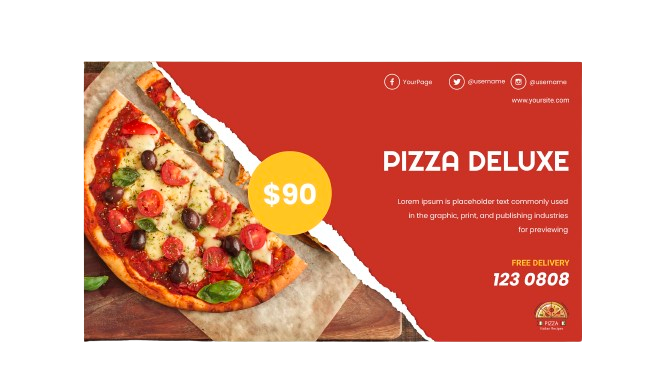 YourPage @username @username
www.yoursite.com
PIZZA DELUXE
$90
Lorem ipsum is placeholder text commonly used
in the graphic, print, and publishing industries
for previewing
FREE DELIVERY
123 0808
PIZZA